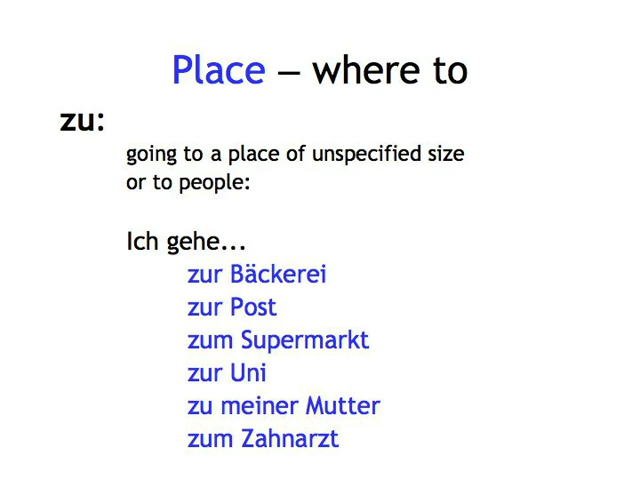 Place – where to
zu:
going to a place of unspecified size
or to people:
Ich gehe...
zur Bäckerei
zur Post
zum Supermarkt
zur Uni
zu meiner Mutter
zum Zahnarzt